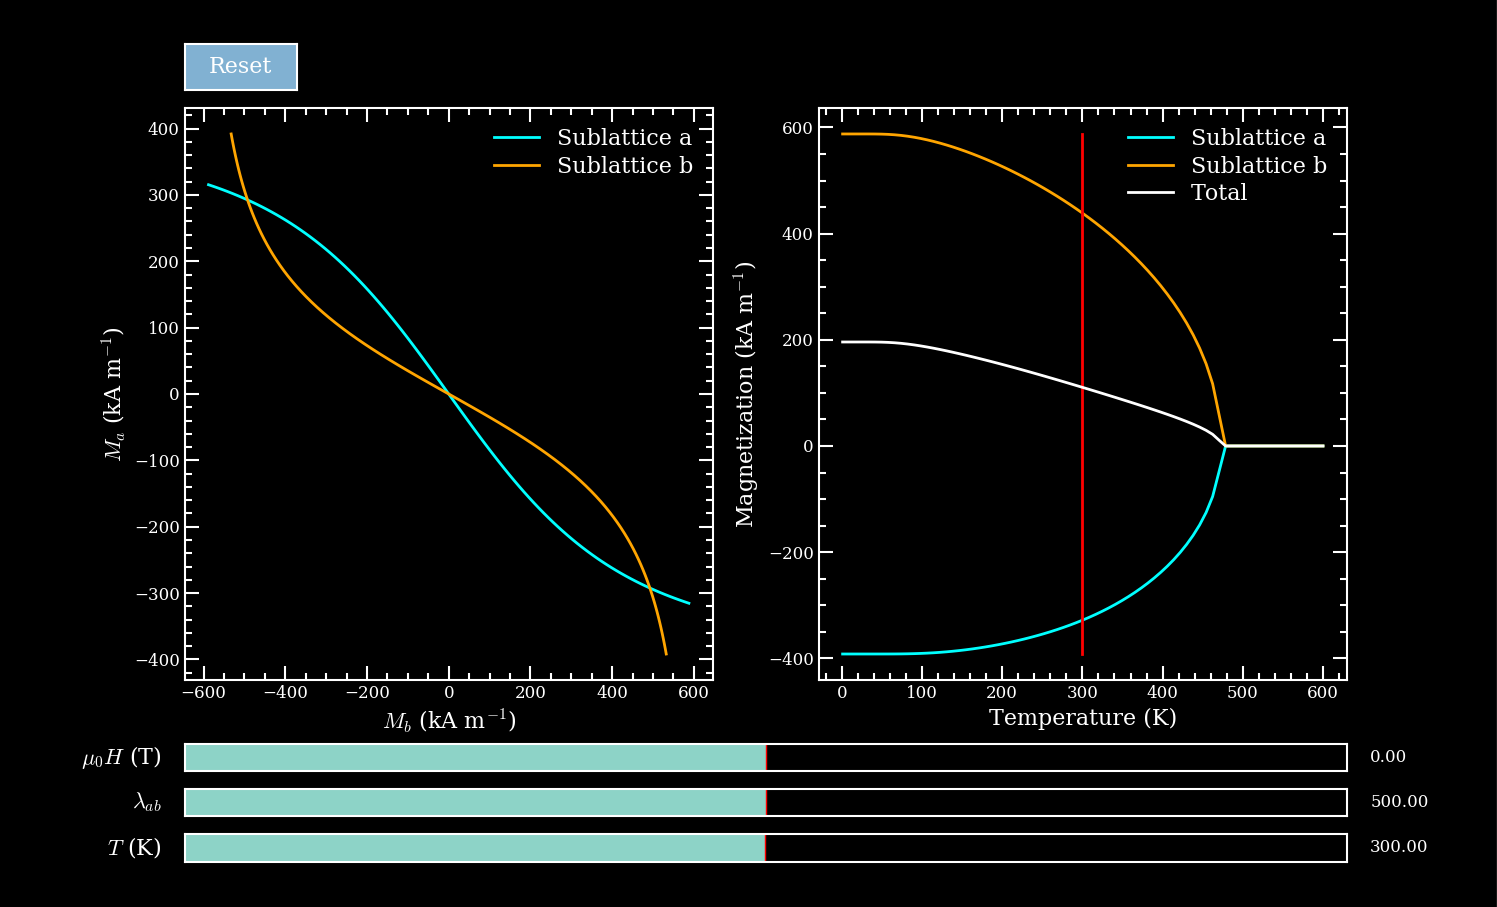 Reset
Sublattice a
Sublattice b
400
300
200
100
0
−100
−200
−300
−400
−600 −400 −200 0 200 400 600
M_a (kA m⁻¹)
M_b (kA m⁻¹)
Sublattice a
Sublattice b
Total
600
400
200
0
−200
−400
0 100 200 300 400 500 600
Magnetization (kA m⁻¹)
Temperature (K)
μ₀H (T) 0.00
λ_ab 500.00
T (K) 300.00